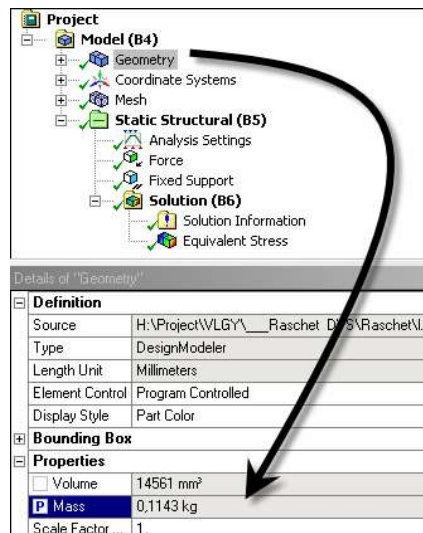 Project
Model (B4)
Geometry
Coordinate Systems
Mesh
Static Structural (B5)
Analysis Settings
Force
Fixed Support
Solution (B6)
Solution Information
Equivalent Stress
Details of "Geometry"
Definition
Source H:\Project\VLGY\___Raschet D\S\Raschet\I.
Type DesignModeler
Length Unit Millimeters
Element Control Program Controlled
Display Style Part Color
Bounding Box
Properties
Volume 14561 mm³
P Mass 0,1143 kg
Scale Factor ... 1,